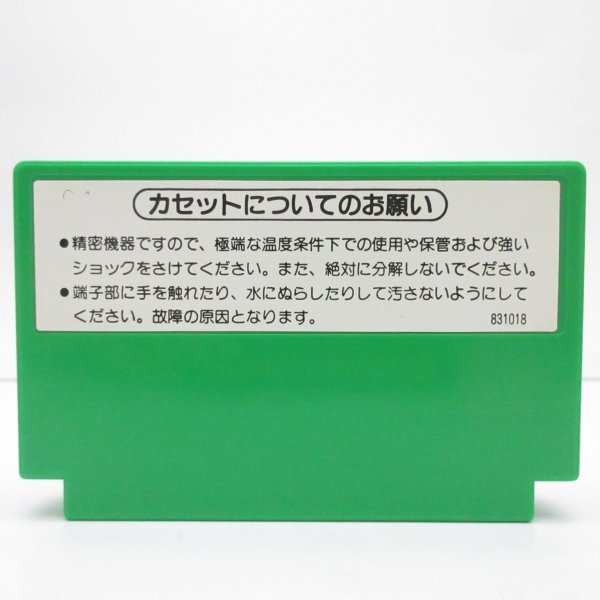 カセットについてのお願い
●精密機器ですので、極端な温度条件下での使用や保管および強い
ショックをさけてください。また、絶対に分解しないでください。
●端子部に手を触れたり、水にぬらしたりして汚さないようにして
ください。故障の原因となります。
831018